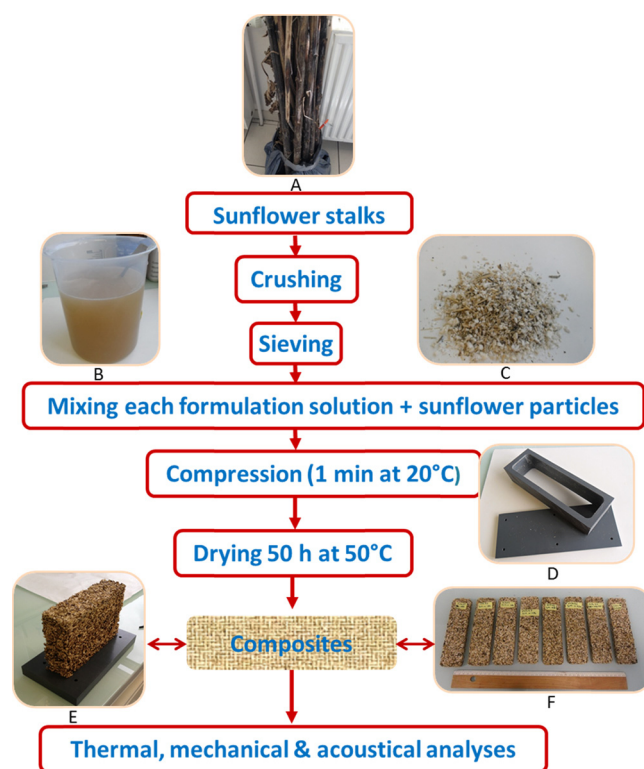 A
Sunflower stalks
Crushing
B
Sieving
C
Mixing each formulation solution + sunflower particles
Compression (1 min at 20°C)
D
Drying 50 h at 50°C
E
Composites
F
Thermal, mechanical & acoustical analyses